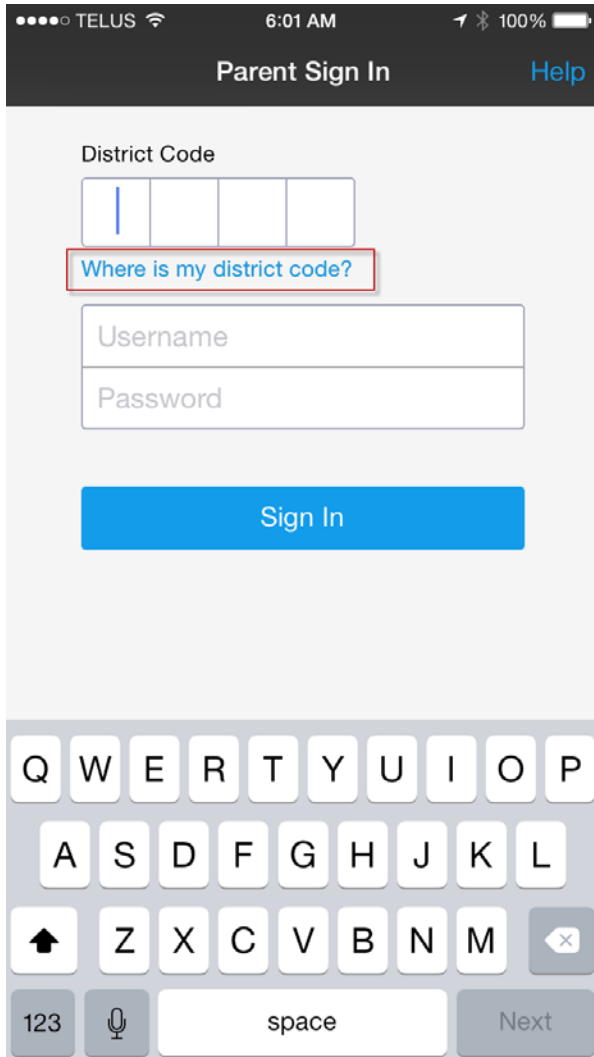 TELUS 6:01 AM 100%
Parent Sign In Help
District Code
Where is my district code?
Username
Password
Sign In
Q W E R T Y U I O P
A S D F G H J K L
Z X C V B N M
123 space Next